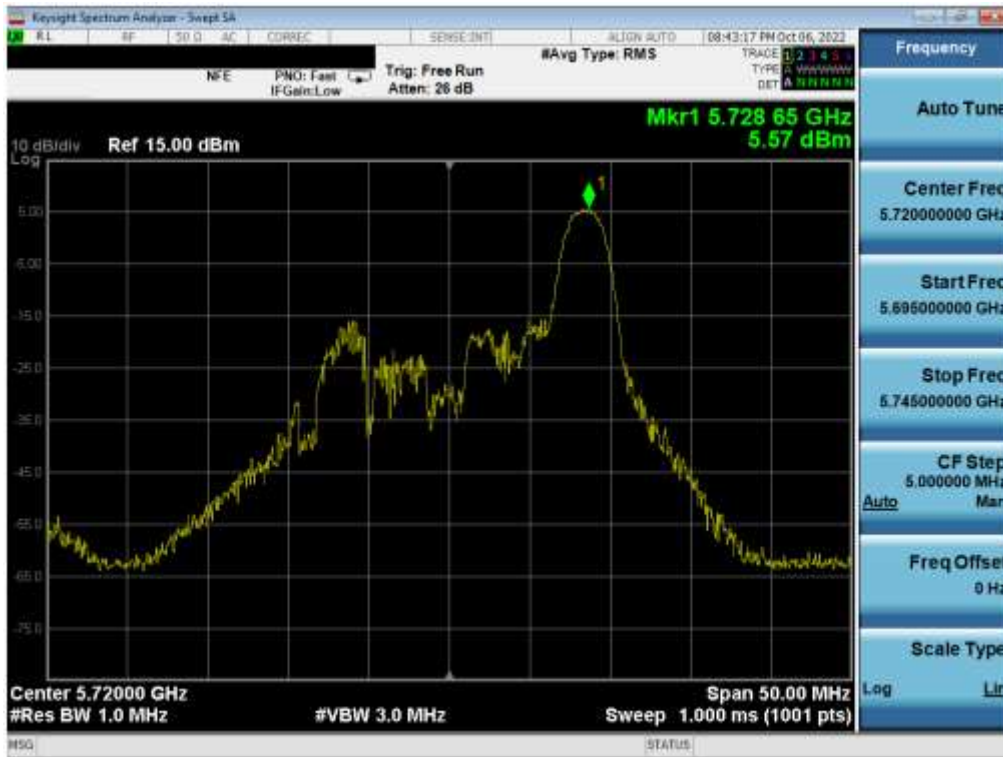 Keysight Spectrum Analyzer - Swept SA
RL RF 50 Ω AC CORREC SENSE:INT ALIGN AUTO 08:43:17 PM Oct 06, 2022
NFE
PNO: Fast
IFGain:Low
Trig: Free Run
Atten: 26 dB
#Avg Type: RMS
TRACE 1 2 3 4 5
TYPE A
DET A N N N N N
Mkr1 5.728 65 GHz
5.57 dBm
10 dB/div
Log
Ref 15.00 dBm
1
5.00
-5.00
-15.0
-25.0
-35.0
-45.0
-55.0
-65.0
-75.0
Center 5.72000 GHz
Span 50.00 MHz
#Res BW 1.0 MHz
#VBW 3.0 MHz
Sweep 1.000 ms (1001 pts)
MSG
STATUS
Frequency
Auto Tune
Center Freq
5.720000000 GHz
Start Freq
5.695000000 GHz
Stop Freq
5.745000000 GHz
CF Step
5.000000 MHz
Auto Man
Freq Offset
0 Hz
Scale Type
Log Lin